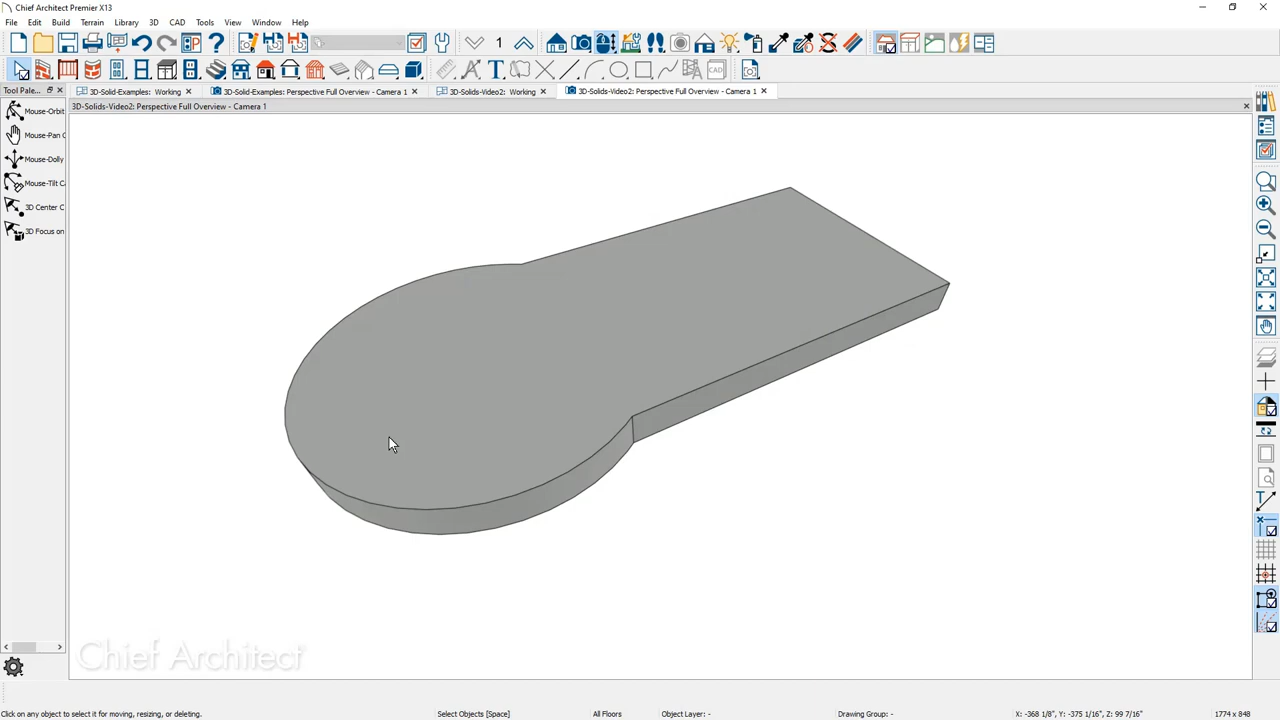 Chief Architect Premier X13
File Edit Build Terrain Library 3D CAD Tools View Window Help
1
CAD
Tool Pale...
3D-Solid-Examples: Working
3D-Solid-Examples: Perspective Full Overview - Camera 1
3D-Solids-Video2: Working
3D-Solids-Video2: Perspective Full Overview - Camera 1
3D-Solids-Video2: Perspective Full Overview - Camera 1
Mouse-Orbit
Mouse-Pan C
Mouse-Dolly
Mouse-Tilt C
3D Center C
3D Focus on
Chief Architect
Click on any object to select it for moving, resizing, or deleting.
Select Objects [Space]
All Floors
Object Layer: -
Drawing Group: -
X: -368 1/8", Y: -375 1/16", Z: 99 7/16"
1774 x 848